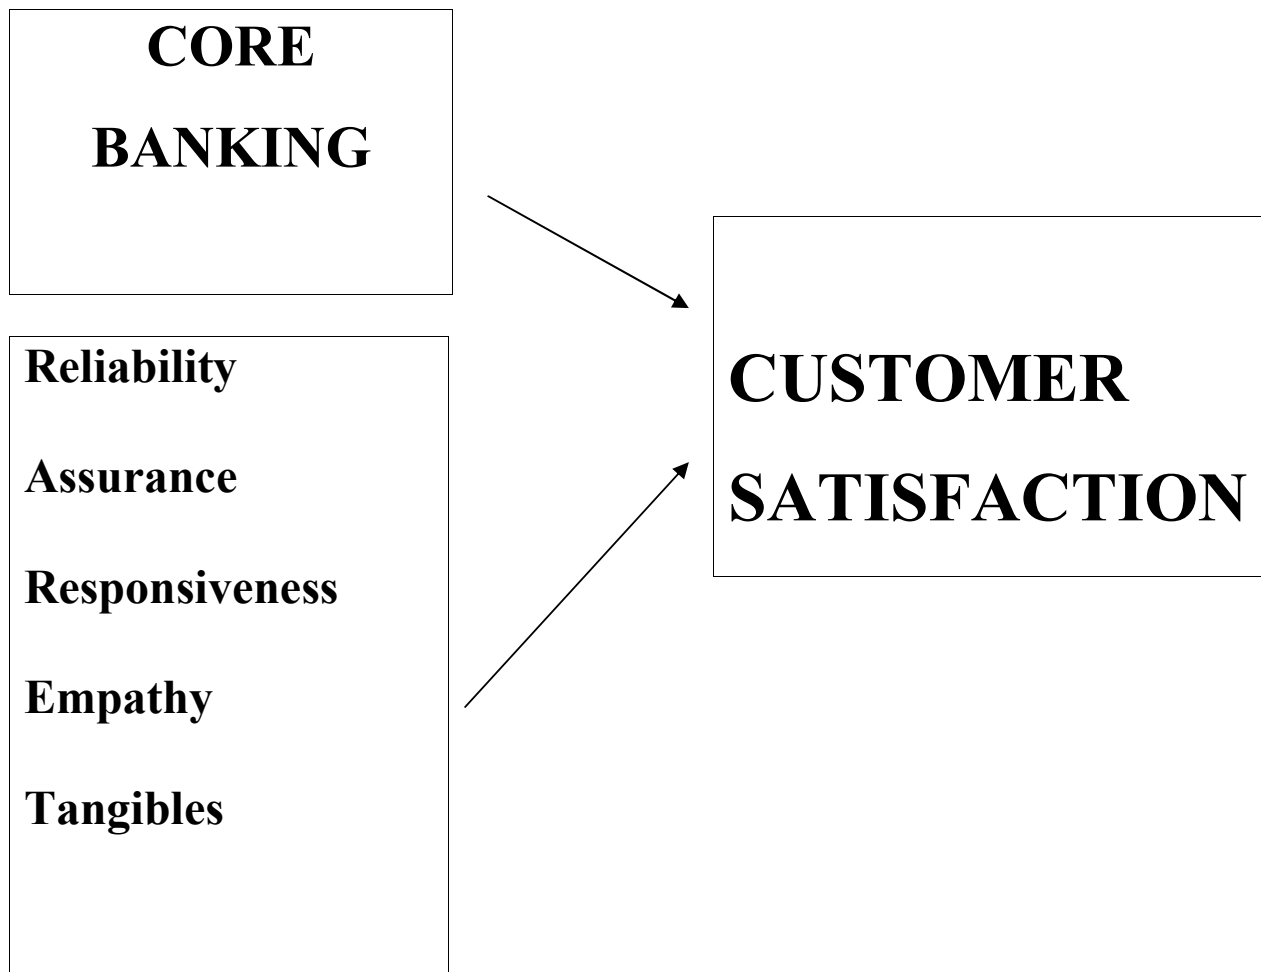 CORE
BANKING
Reliability
Assurance
Responsiveness
Empathy
Tangibles
CUSTOMER
SATISFACTION